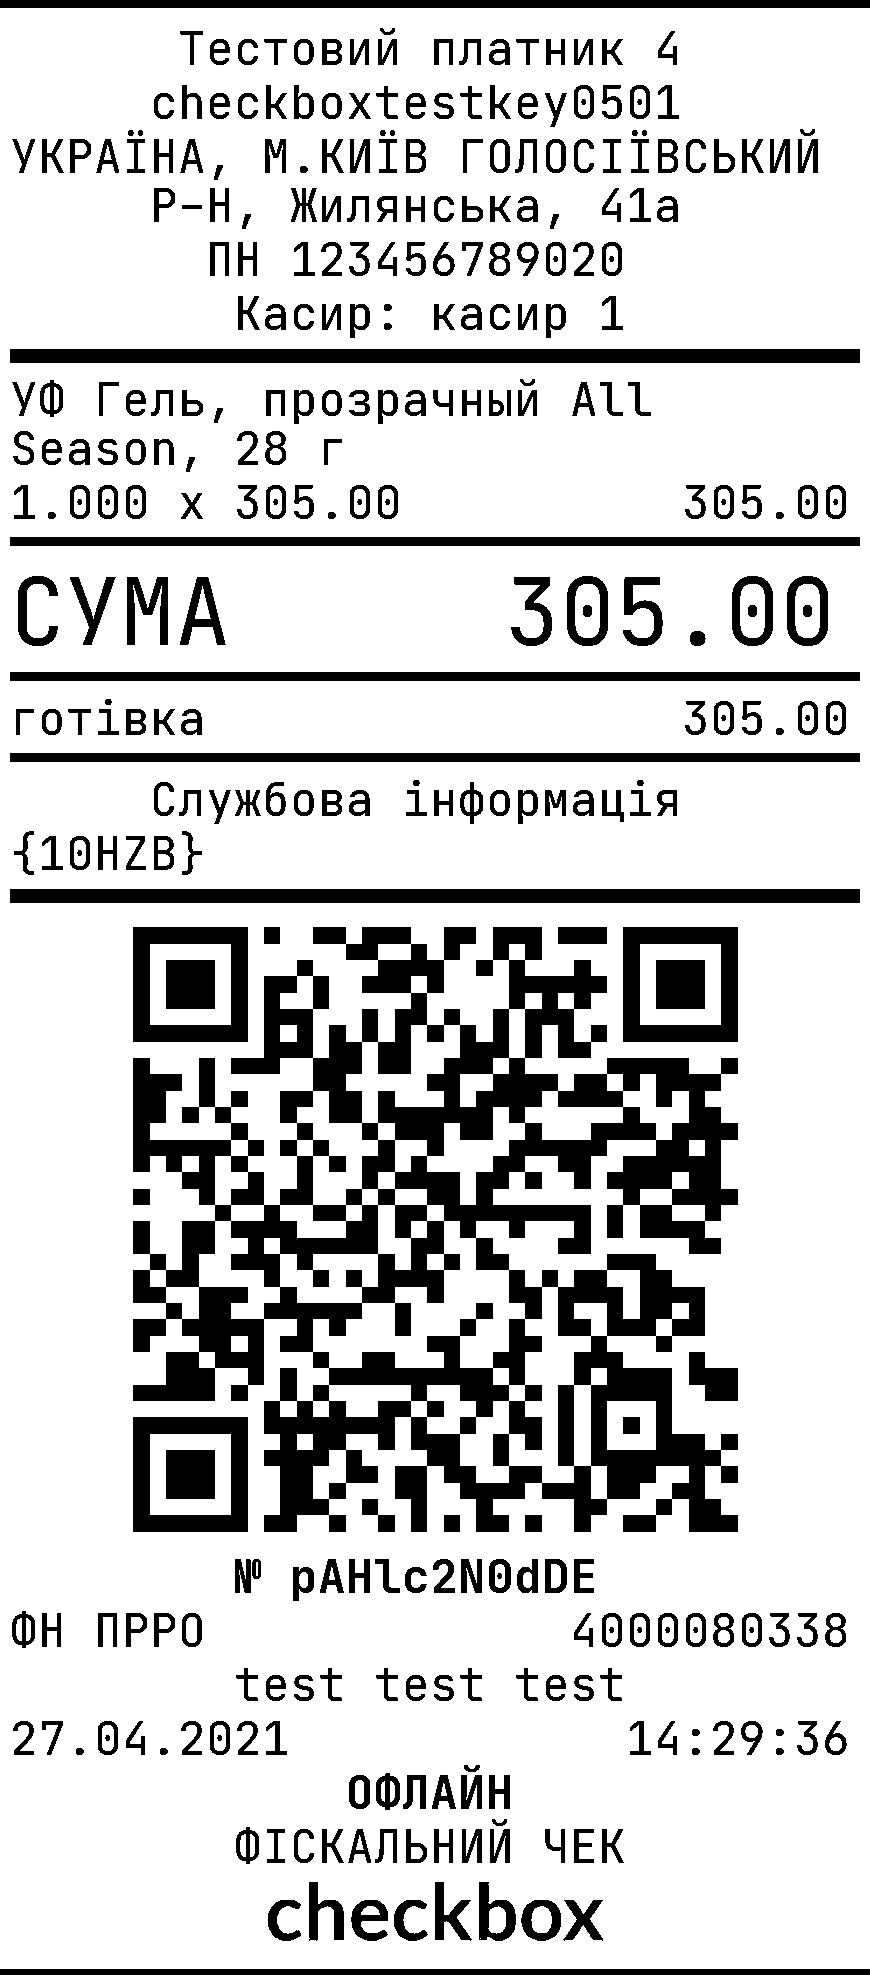 Тестовий платник 4
checkboxtestkey0501
УКРАЇНА, М.КИЇВ ГОЛОСІЇВСЬКИЙ
Р-Н, Жилянська, 41а
ПН 123456789020
Касир: касир 1
УФ Гель, прозрачный All
Season, 28 г
1.000 x 305.00 305.00
СУМА 305.00
готівка 305.00
Службова інформація
{10HZB}
№ pAHlc2N0dDE
ФН ПРРО 4000080338
test test test
27.04.2021 14:29:36
ОФЛАЙН
ФІСКАЛЬНИЙ ЧЕК
checkbox